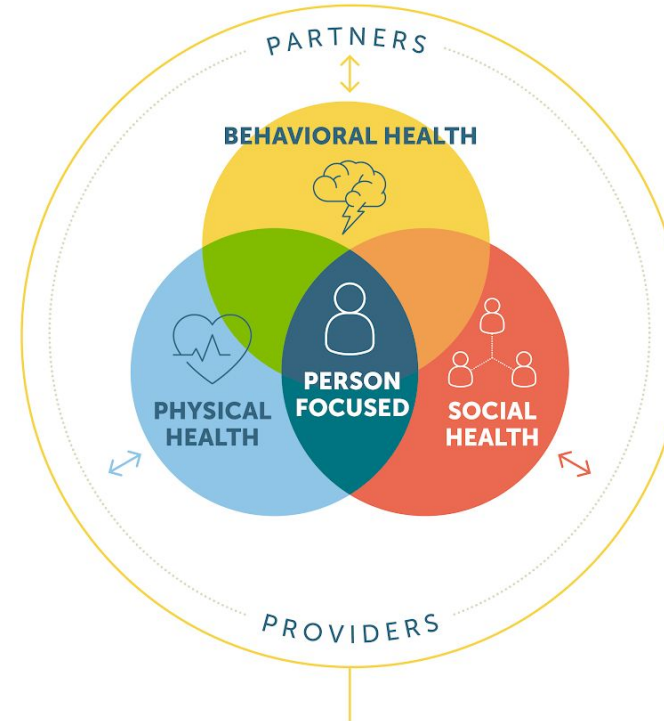 PARTNERS
BEHAVIORAL HEALTH
PERSON
FOCUSED
PHYSICAL
HEALTH
SOCIAL
HEALTH
PROVIDERS